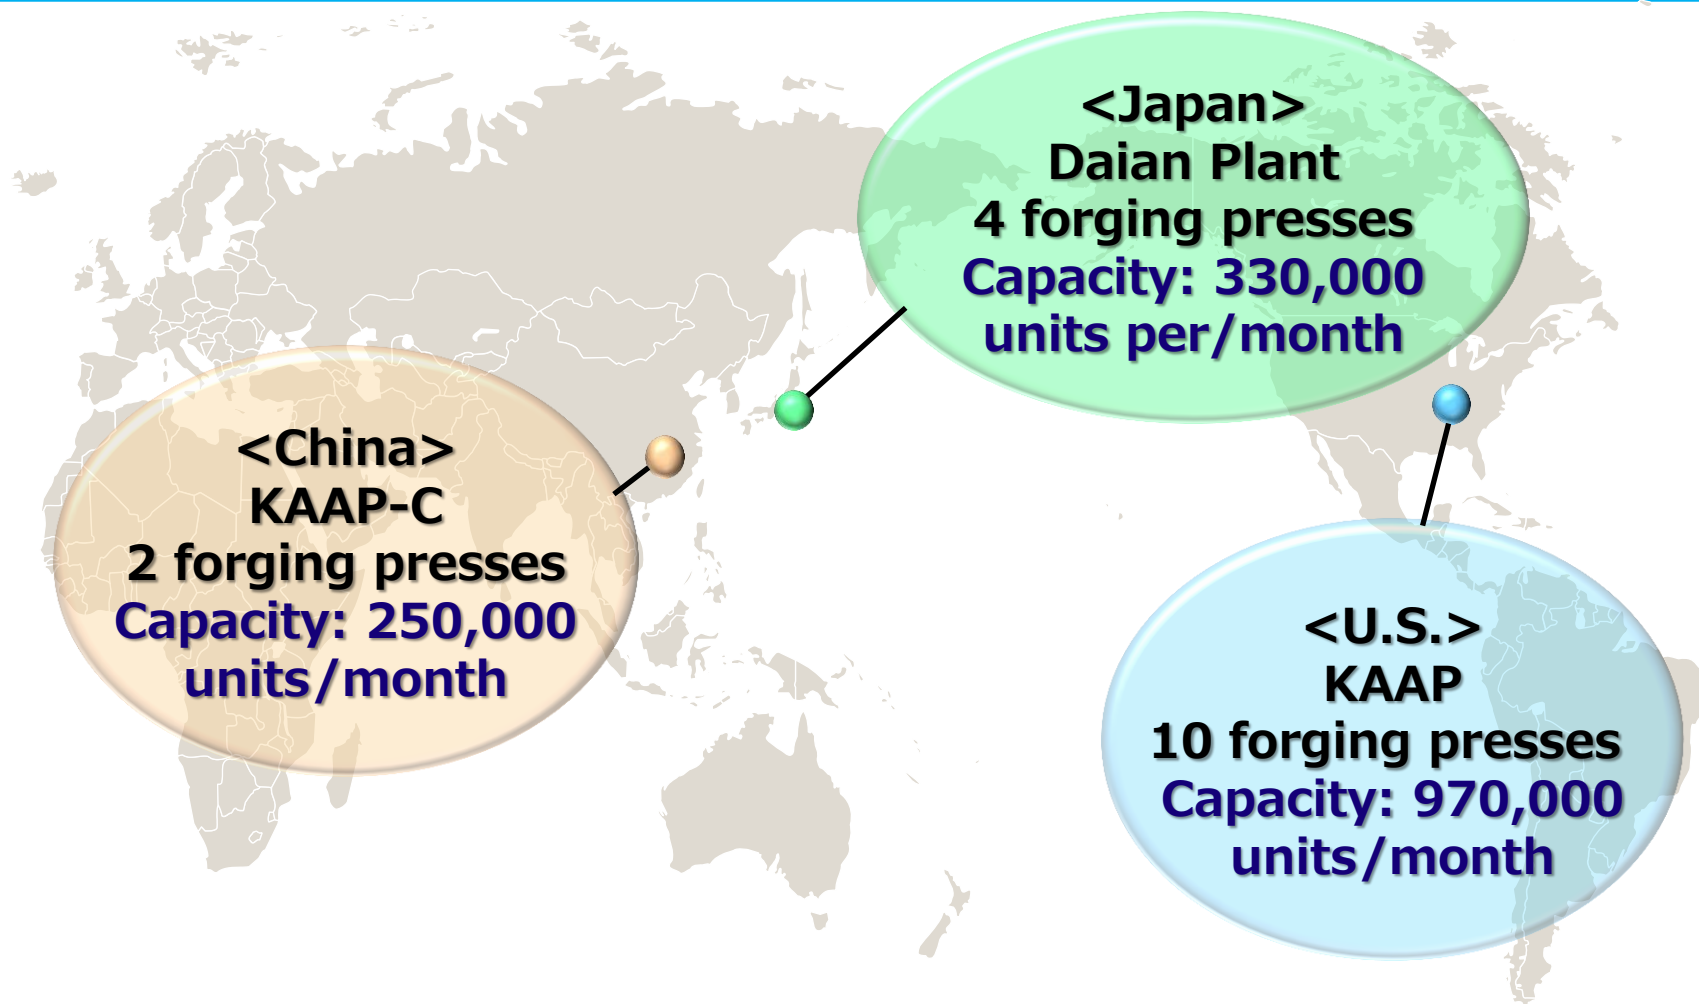 <Japan>
Daian Plant
4 forging presses
Capacity: 330,000
units per/month
<China>
KAAP-C
2 forging presses
Capacity: 250,000
units/month
<U.S.>
KAAP
10 forging presses
Capacity: 970,000
units/month